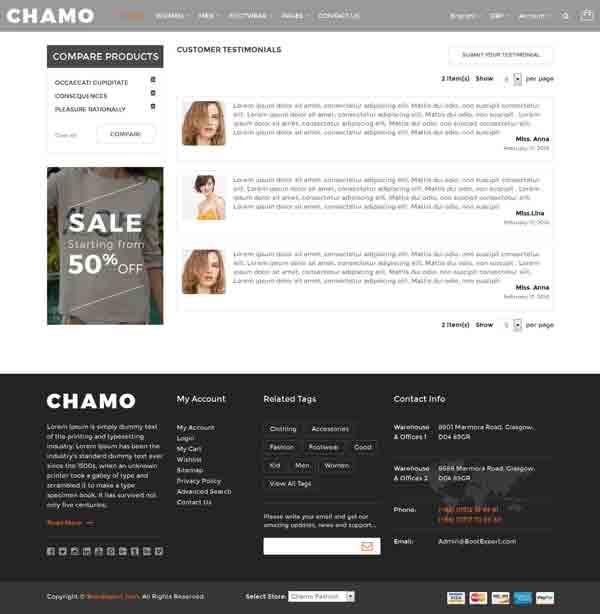 CHAMO
HOME WOMEN MEN FOOTWEAR PAGES CONTACT US
English GBP Account
COMPARE PRODUCTS
OCCAECATI CUPIDITATE
CONSEQUENCES
PLEASURE RATIONALLY
Clear All
COMPARE
SALE
Starting from
50% OFF
CUSTOMER TESTIMONIALS
SUBMIT YOUR TESTIMONIAL
2 Item(s) Show 5 per page
Lorem ipsum dolor sit amet, consectetur adipiscing elit. Mattis dui odio, non suscipit consectetur
elit. Lorem ipsum dolor sit amet, consectetur adipiscing elit. Mattis dui odio, non suscipit . Lorem
ipsum dolor sit amet, consectetur adipiscing elit. Mattis dui odio, non suscipit consectetur elit.
Lorem ipsum dolor sit amet, consectetur adipiscing elit. Mattis dui odio, non suscipit
Miss. Anna
February 17, 2016
Lorem ipsum dolor sit amet, consectetur adipiscing elit. Mattis dui odio, non suscipit consectetur
elit. Lorem ipsum dolor sit amet, consectetur adipiscing elit. Mattis dui odio, non suscipit . Lorem
ipsum dolor sit amet, consectetur adipiscing elit. Mattis dui odio, non suscipit consectetur elit.
Lorem ipsum dolor sit amet, consectetur adipiscing elit. Mattis dui odio, non suscipit
Miss.Lina
February 17, 2016
Lorem ipsum dolor sit amet, consectetur adipiscing elit. Mattis dui odio, non suscipit consectetur
elit. Lorem ipsum dolor sit amet, consectetur adipiscing elit. Mattis dui odio, non suscipit . Lorem
ipsum dolor sit amet, consectetur adipiscing elit. Mattis dui odio, non suscipit consectetur elit.
Lorem ipsum dolor sit amet, consectetur adipiscing elit. Mattis dui odio, non suscipit
Miss. Anna
February 17, 2016
2 Item(s) Show 5 per page
CHAMO
Lorem Ipsum is simply dummy text
of the printing and typesetting
industry. Lorem Ipsum has been the
industry's standard dummy text ever
since the 1500s, when an unknown
printer took a galley of type and
scrambled it to make a type
specimen book. It has survived not
only five centuries.
Read More
My Account
My Account
Login
My Cart
Wishlist
Sitemap
Privacy Policy
Advanced Search
Contact Us
Related Tags
Clothing Accessories
Fashion Footwear Good
Kid Men Women
View All Tags
Please write your email and get our
amazing updates, news and support...
Contact Info
Warehouse & Offices 1
8901 Marmora Road, Glasgow, D04 89GR
Warehouse & Offices 2
Marmora Road, Glasgow, D04 89GR
Phone:
Email: Admin@BootExpert.com
Copyright © BootExpert.com. All Rights Reserved.
Select Store: Chamo Fashion
VISA
PayPal